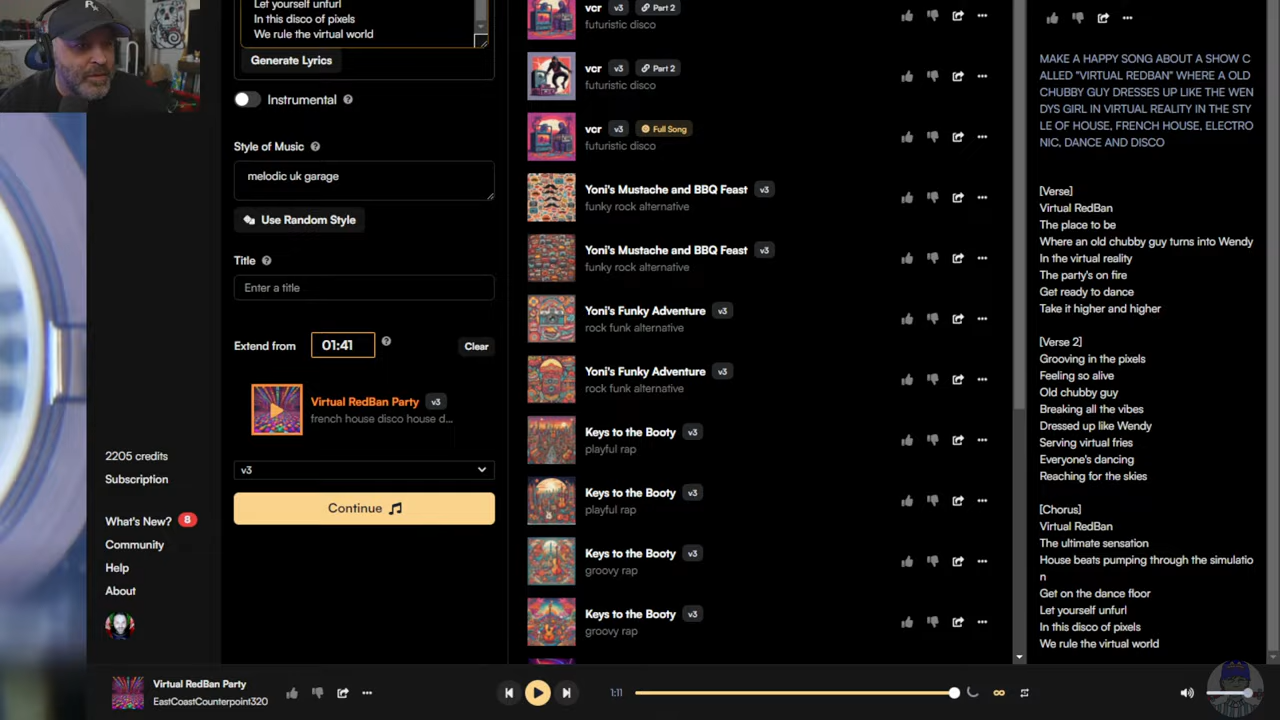 Let yourself unfurl
In this disco of pixels
We rule the virtual world
Generate Lyrics
Instrumental
Style of Music
melodic uk garage
Use Random Style
Title
Enter a title
Extend from 01:41 Clear
Virtual RedBan Party v3
french house disco house d...
v3
Continue
2205 credits
Subscription
What's New? 8
Community
Help
About
vcr v3 Part 2
futuristic disco
vcr v3 Part 2
futuristic disco
vcr v3 Full Song
futuristic disco
Yoni's Mustache and BBQ Feast v3
funky rock alternative
Yoni's Mustache and BBQ Feast v3
funky rock alternative
Yoni's Funky Adventure v3
rock funk alternative
Yoni's Funky Adventure v3
rock funk alternative
Keys to the Booty v3
playful rap
Keys to the Booty v3
playful rap
Keys to the Booty v3
groovy rap
Keys to the Booty v3
groovy rap
MAKE A HAPPY SONG ABOUT A SHOW C
ALLED "VIRTUAL REDBAN" WHERE A OLD
CHUBBY GUY DRESSES UP LIKE THE WEN
DYS GIRL IN VIRTUAL REALITY IN THE STY
LE OF HOUSE, FRENCH HOUSE, ELECTRO
NIC, DANCE AND DISCO
[Verse]
Virtual RedBan
The place to be
Where an old chubby guy turns into Wendy
In the virtual reality
The party's on fire
Get ready to dance
Take it higher and higher
[Verse 2]
Grooving in the pixels
Feeling so alive
Old chubby guy
Breaking all the vibes
Dressed up like Wendy
Serving virtual fries
Everyone's dancing
Reaching for the skies
[Chorus]
Virtual RedBan
The ultimate sensation
House beats pumping through the simulatio
n
Get on the dance floor
Let yourself unfurl
In this disco of pixels
We rule the virtual world
Virtual RedBan Party
EastCoastCounterpoint320
1:11